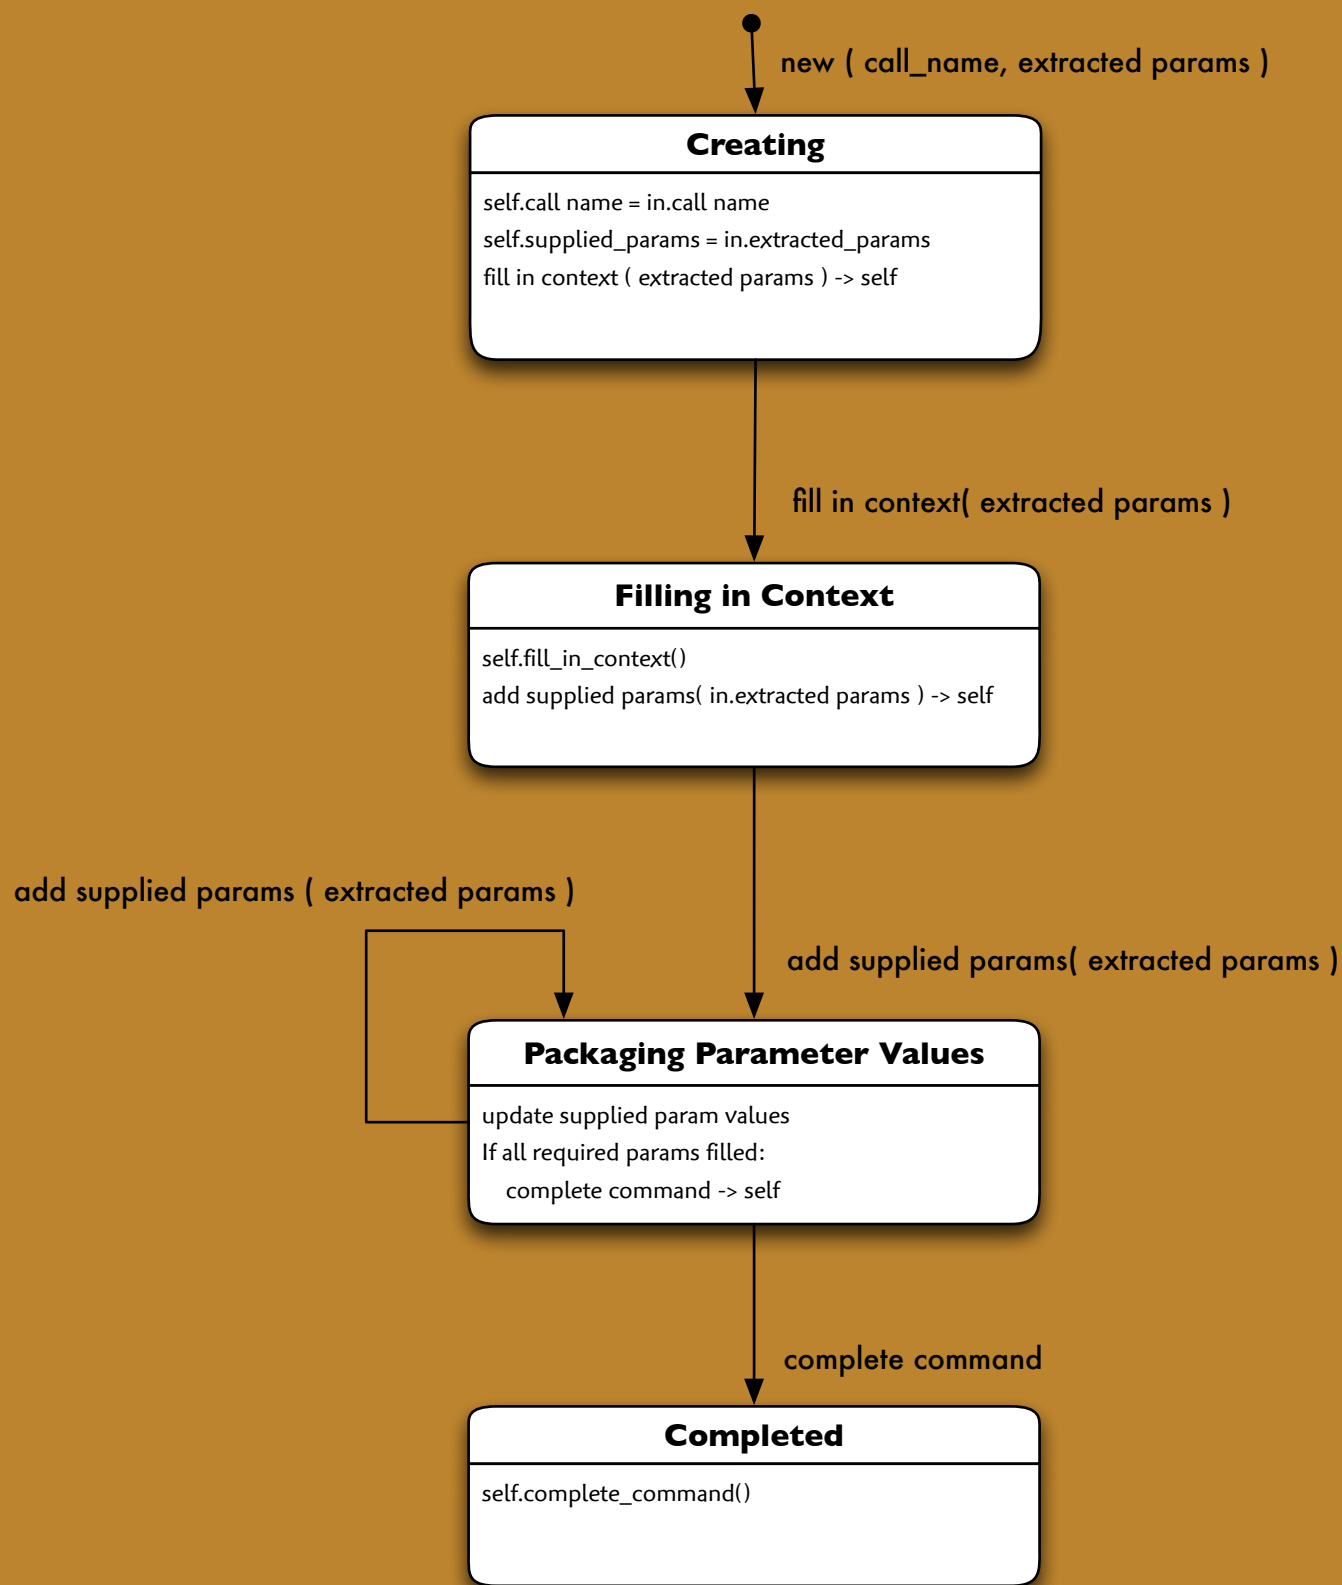 new ( call_name, extracted params )
Creating
self.call name = in.call name
self.supplied_params = in.extracted_params
fill in context ( extracted params ) -> self
fill in context( extracted params )
Filling in Context
self.fill_in_context()
add supplied params( in.extracted params ) -> self
add supplied params ( extracted params )
add supplied params( extracted params )
Packaging Parameter Values
update supplied param values
If all required params filled:
complete command -> self
complete command
Completed
self.complete_command()